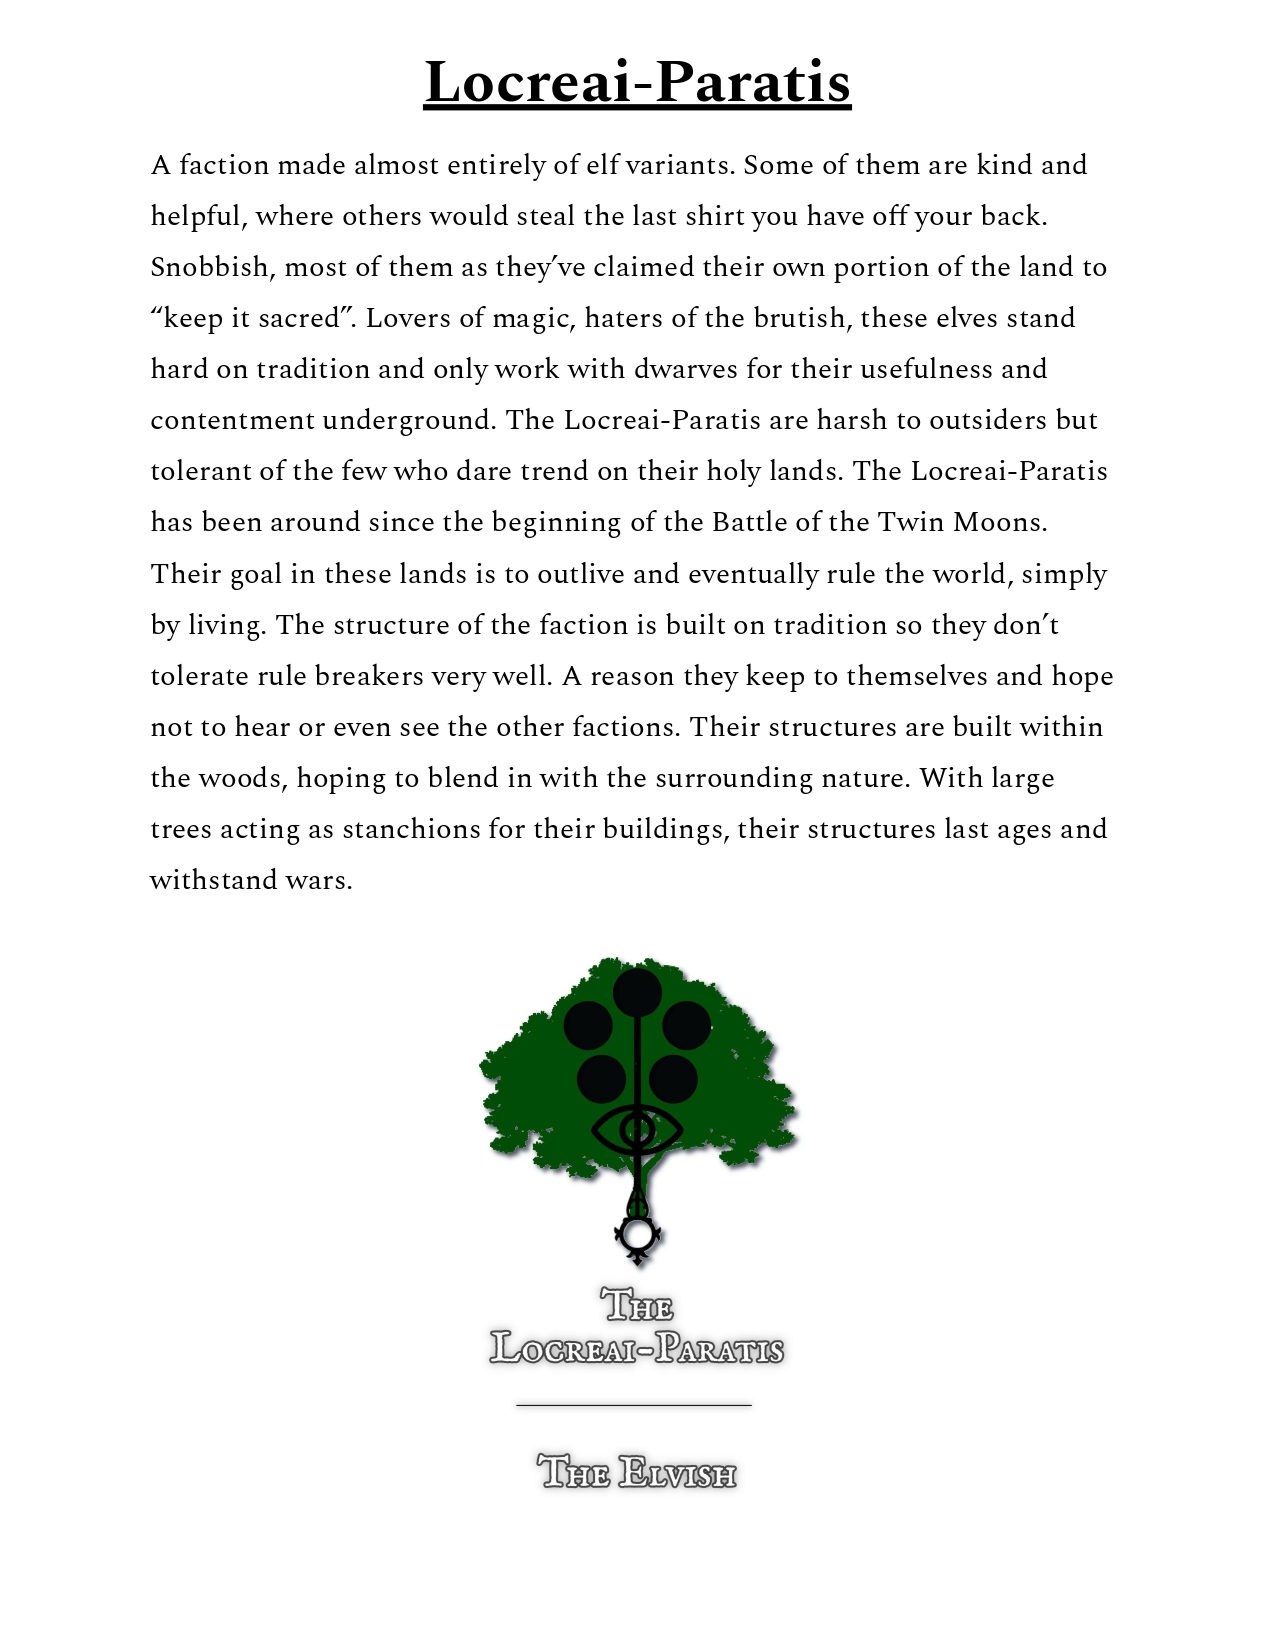 Locreai-Paratis
A faction made almost entirely of elf variants. Some of them are kind and
helpful, where others would steal the last shirt you have off your back.
Snobbish, most of them as they’ve claimed their own portion of the land to
“keep it sacred”. Lovers of magic, haters of the brutish, these elves stand
hard on tradition and only work with dwarves for their usefulness and
contentment underground. The Locreai-Paratis are harsh to outsiders but
tolerant of the few who dare trend on their holy lands. The Locreai-Paratis
has been around since the beginning of the Battle of the Twin Moons.
Their goal in these lands is to outlive and eventually rule the world, simply
by living. The structure of the faction is built on tradition so they don’t
tolerate rule breakers very well. A reason they keep to themselves and hope
not to hear or even see the other factions. Their structures are built within
the woods, hoping to blend in with the surrounding nature. With large
trees acting as stanchions for their buildings, their structures last ages and
withstand wars.
The
Locreai-Paratis
The Elvish